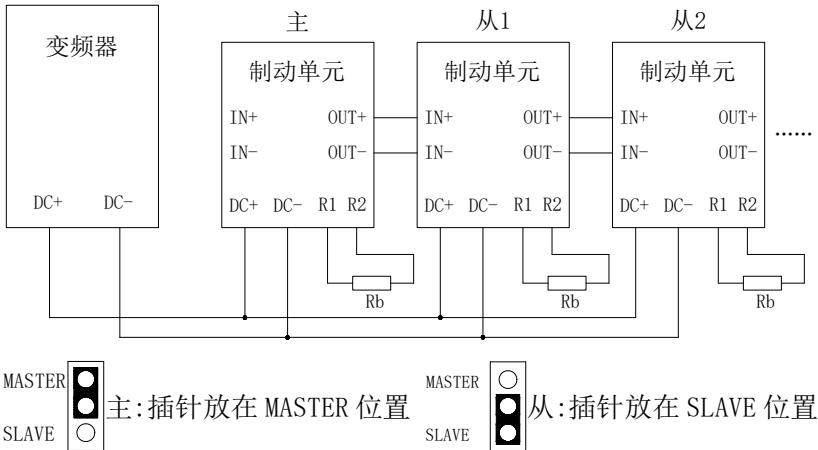 主 从1 从2
变频器
制动单元 制动单元 制动单元
IN+ OUT+ IN+ OUT+ IN+ OUT+
IN- OUT- IN- OUT- IN- OUT-
......
DC+ DC- DC+ DC- R1 R2 DC+ DC- R1 R2 DC+ DC- R1 R2
Rb Rb Rb
MASTER
SLAVE
主:插针放在 MASTER 位置
MASTER
SLAVE
从:插针放在 SLAVE 位置